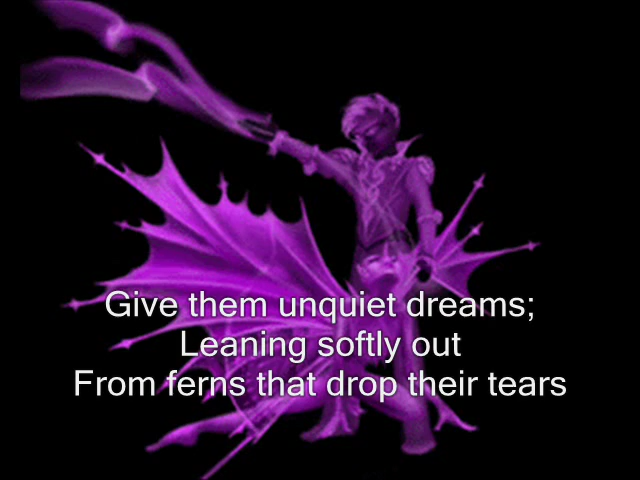 Give them unquiet dreams;
Leaning softly out
From ferns that drop their tears